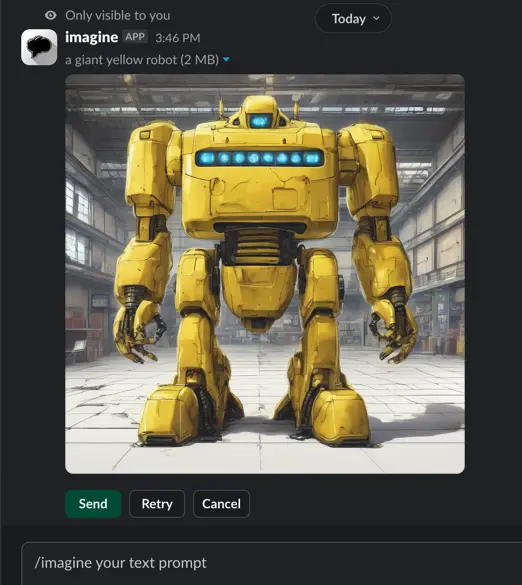 Only visible to you
Today
imagine APP 3:46 PM
a giant yellow robot (2 MB)
Send Retry Cancel
/imagine your text prompt